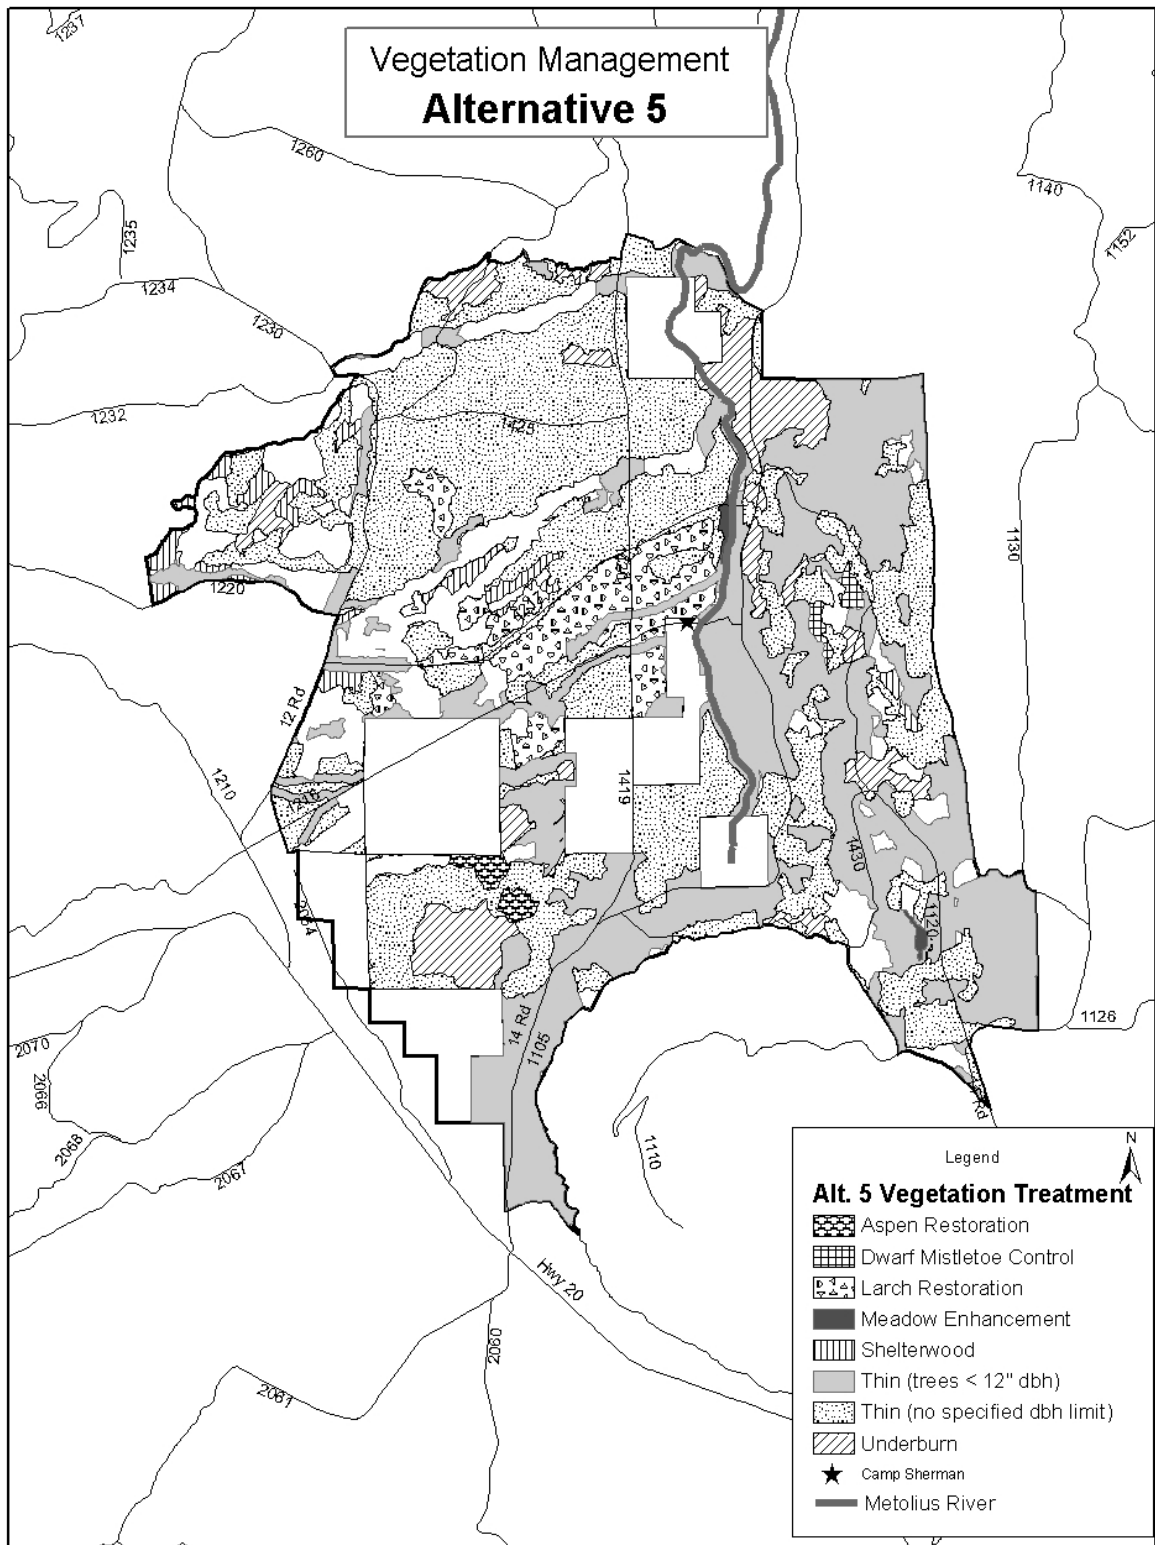 Vegetation Management
Alternative 5
1237
1260
1235
1234
1230
1232
1140
1152
1425
1130
1220
12 Rd
1210
1419
1430
1120
2070
2066
2068
2067
14 Rd
1105
1126
1110
Rd
Hwy 20
2060
2061
N
Legend
Alt. 5 Vegetation Treatment
Aspen Restoration
Dwarf Mistletoe Control
Larch Restoration
Meadow Enhancement
Shelterwood
Thin (trees < 12" dbh)
Thin (no specified dbh limit)
Underburn
Camp Sherman
Metolius River